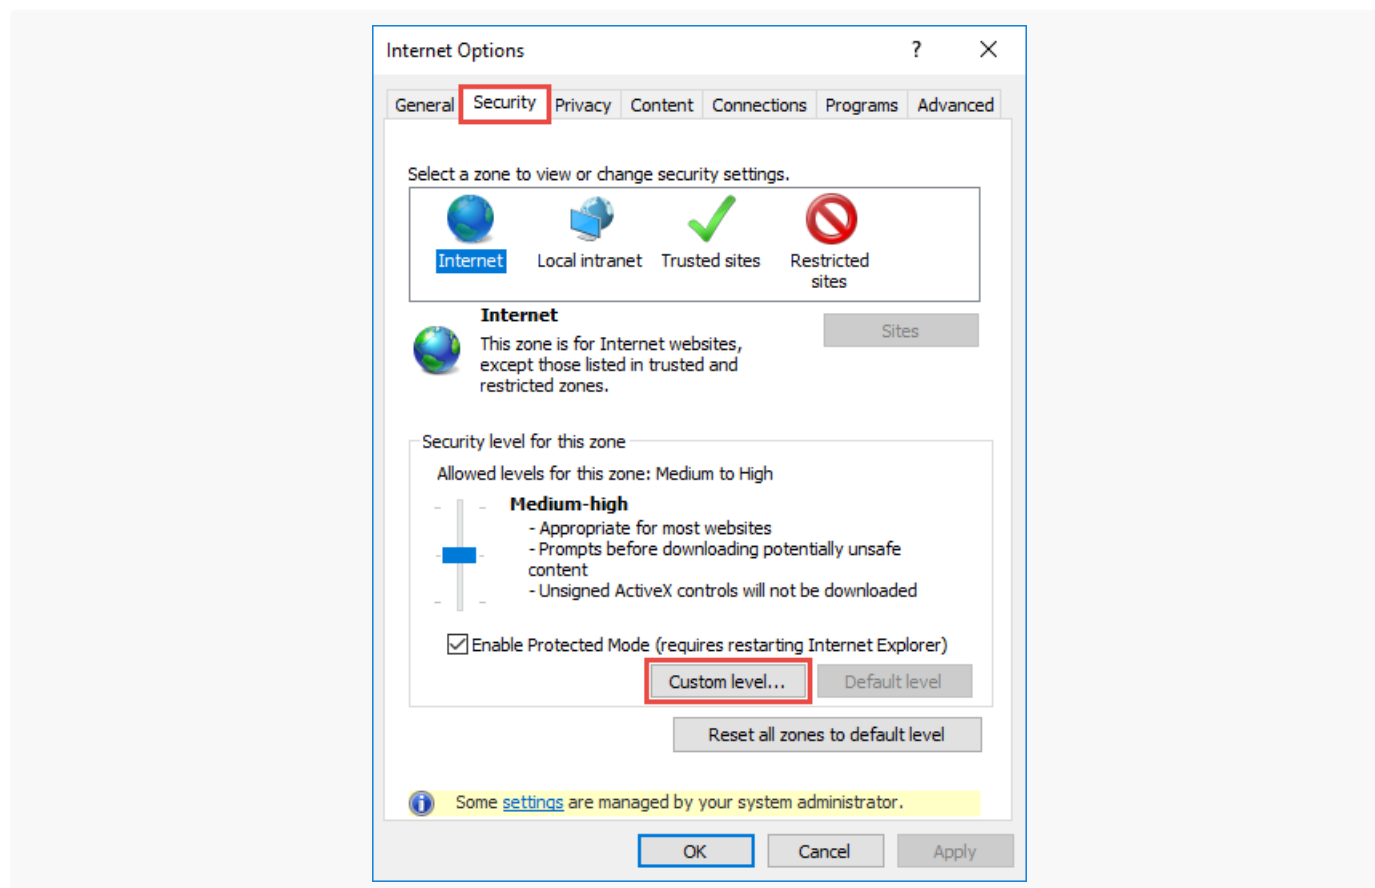 Internet Options
?
General Security Privacy Content Connections Programs Advanced
Select a zone to view or change security settings.
Internet
Local intranet
Trusted sites
Restricted
sites
Internet
This zone is for Internet websites,
except those listed in trusted and
restricted zones.
Sites
Security level for this zone
Allowed levels for this zone: Medium to High
Medium-high
- Appropriate for most websites
- Prompts before downloading potentially unsafe
content
- Unsigned ActiveX controls will not be downloaded
Enable Protected Mode (requires restarting Internet Explorer)
Custom level...
Default level
Reset all zones to default level
Some settings are managed by your system administrator.
OK
Cancel
Apply